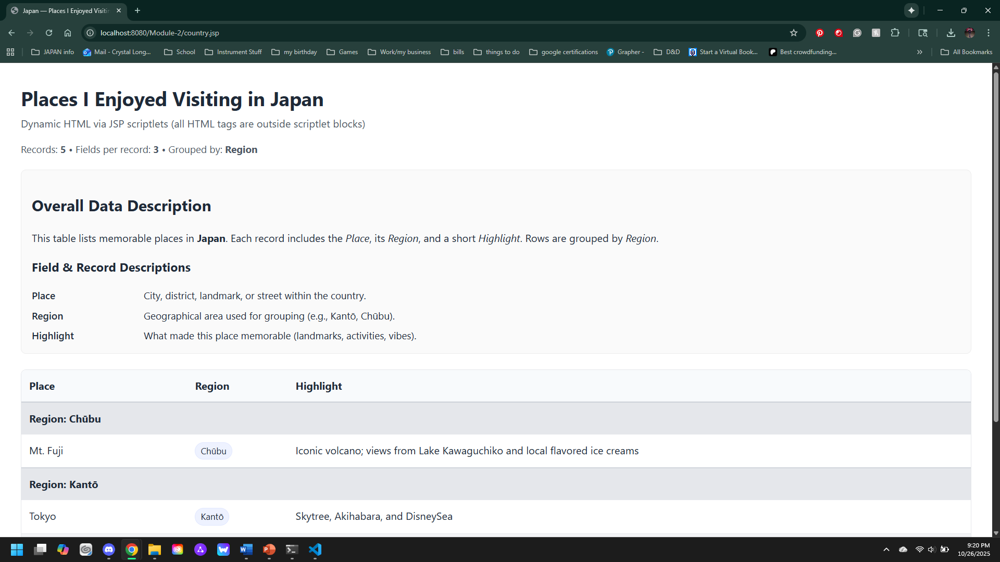 Japan — Places I Enjoyed Visitin
localhost:8080/Module-2/country.jsp
JAPAN info
Mail - Crystal Long...
School
Instrument Stuff
my birthday
Games
Work/my business
bills
things to do
google certifications
Grapher -
D&D
Start a Virtual Book...
Best crowdfunding...
All Bookmarks
Places I Enjoyed Visiting in Japan
Dynamic HTML via JSP scriptlets (all HTML tags are outside scriptlet blocks)
Records: 5 • Fields per record: 3 • Grouped by: Region
Overall Data Description
This table lists memorable places in Japan. Each record includes the Place, its Region, and a short Highlight. Rows are grouped by Region.
Field & Record Descriptions
Place City, district, landmark, or street within the country.
Region Geographical area used for grouping (e.g., Kantō, Chūbu).
Highlight What made this place memorable (landmarks, activities, vibes).
Place Region Highlight
Region: Chūbu
Mt. Fuji Chūbu Iconic volcano; views from Lake Kawaguchiko and local flavored ice creams
Region: Kantō
Tokyo Kantō Skytree, Akihabara, and DisneySea
9:20 PM
10/26/2025